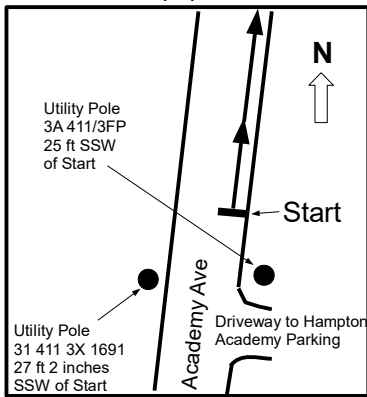 N
Utility Pole
3A 411/3FP
25 ft SSW
of Start
Start
Academy Ave
Driveway to Hampton
Academy Parking
Utility Pole
31 411 3X 1691
27 ft 2 inches
SSW of Start